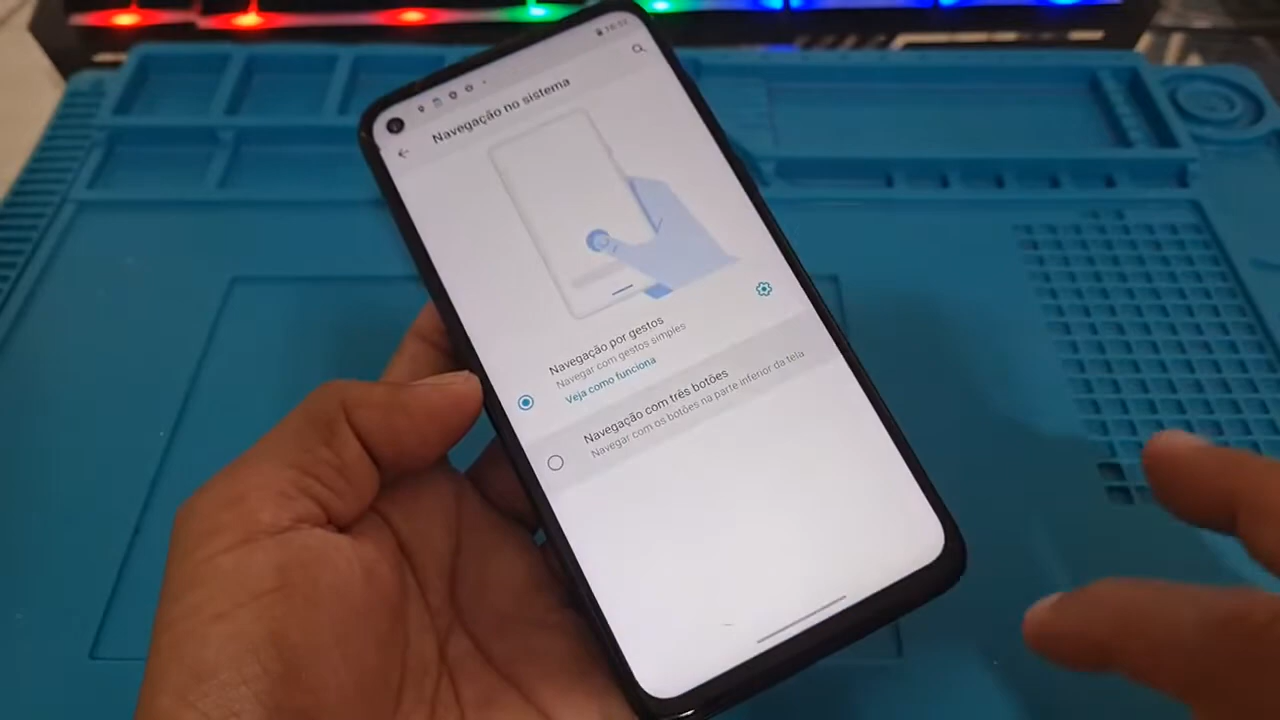 Navegação no sistema
Navegação por gestos
Navegar com gestos simples
Veja como funciona
Navegação com três botões
Navegar com os botões na parte inferior da tela